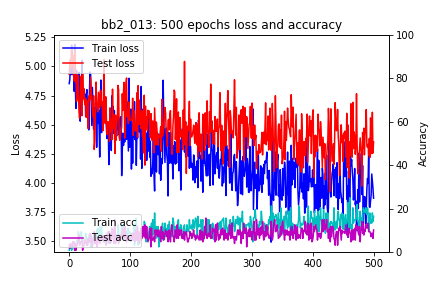 bb2_013: 500 epochs loss and accuracy
5.25
5.00
4.75
4.50
4.25
4.00
3.75
3.50
Loss
Train loss
Test loss
Train acc
Test acc
100
80
60
40
20
0
Accuracy
0 100 200 300 400 500